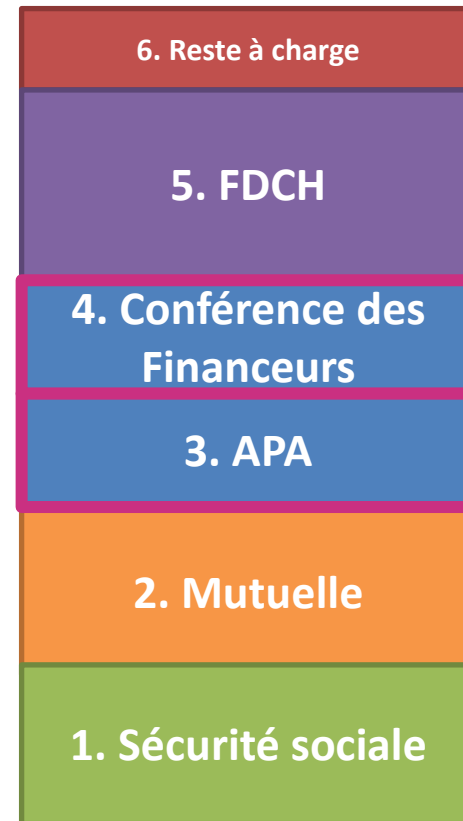 6. Reste à charge
5. FDCH
4. Conférence des
Financeurs
3. APA
2. Mutuelle
1. Sécurité sociale